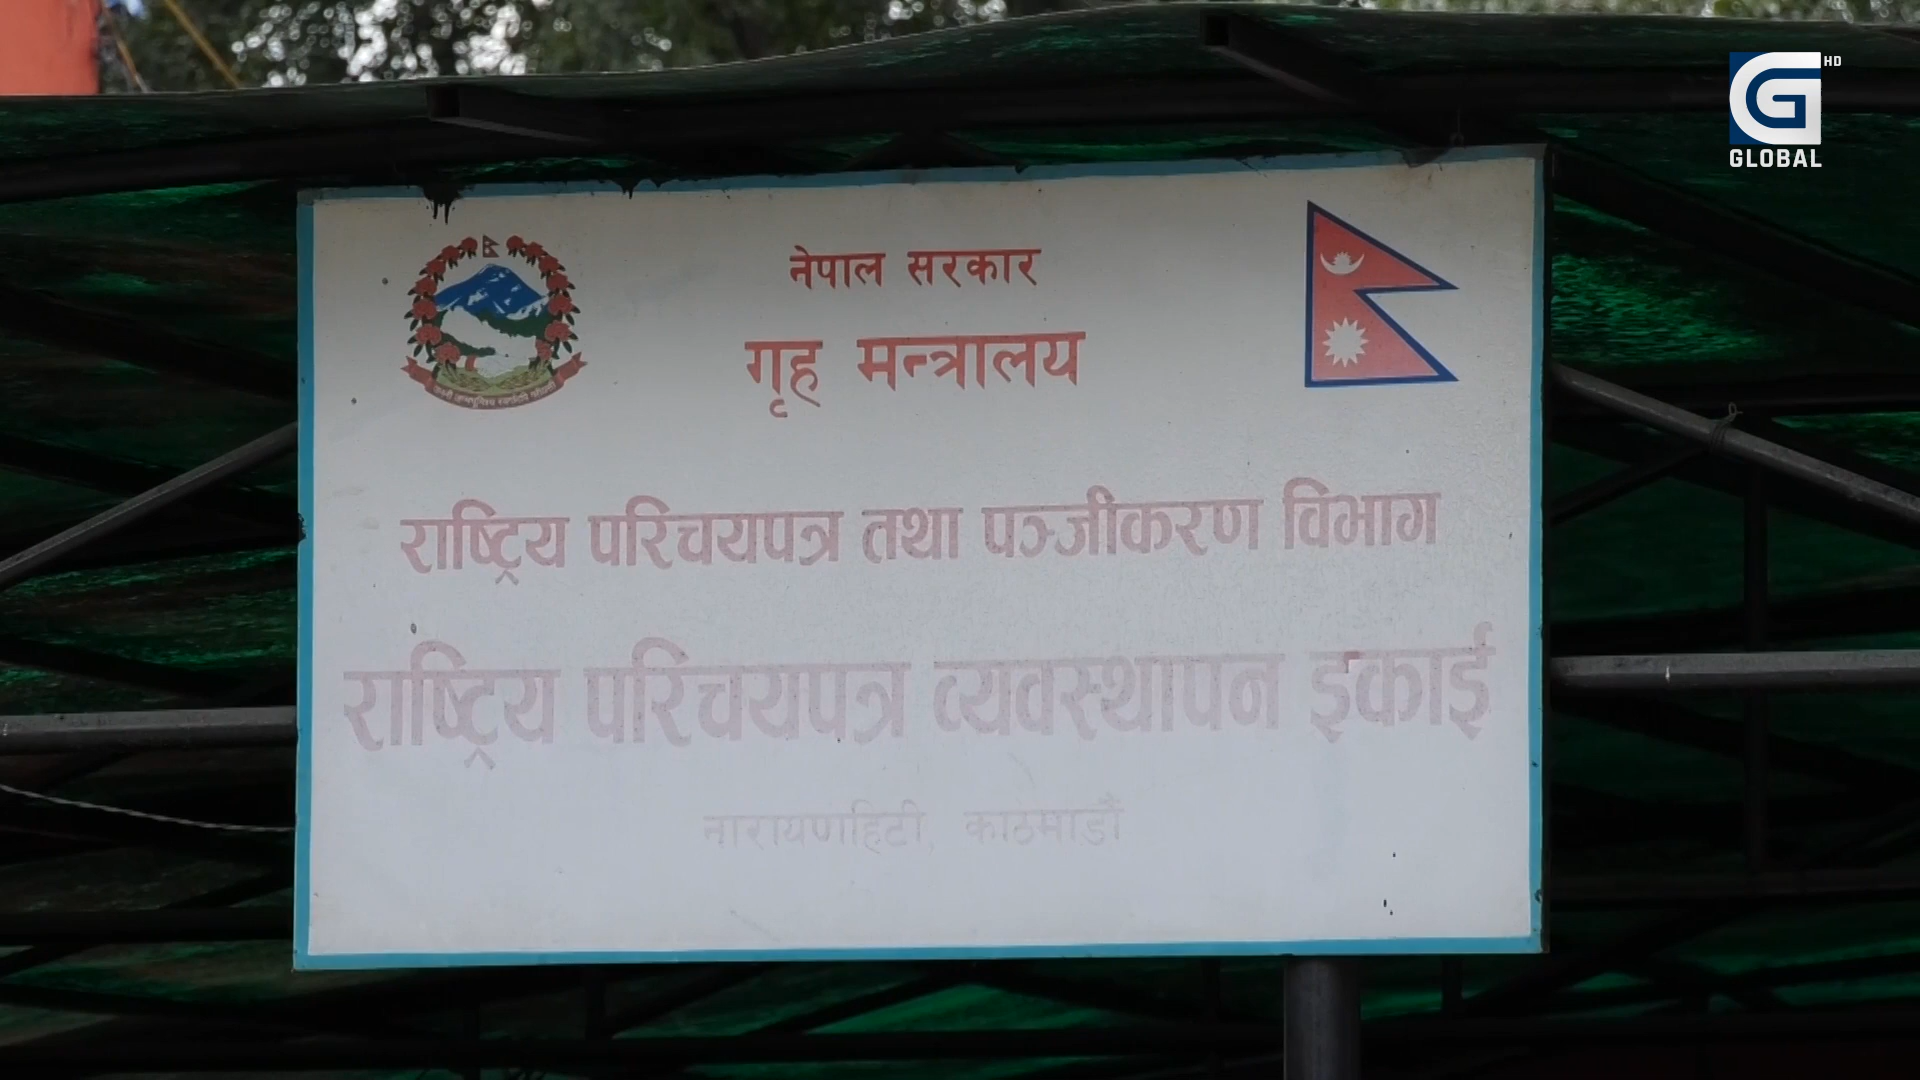 G HD
GLOBAL
नेपाल सरकार
गृह मन्त्रालय
राष्ट्रिय परिचयपत्र तथा पञ्जीकरण विभाग
राष्ट्रिय परिचयपत्र व्यवस्थापन इकाई
नारायणहिटी, काठमाडौं